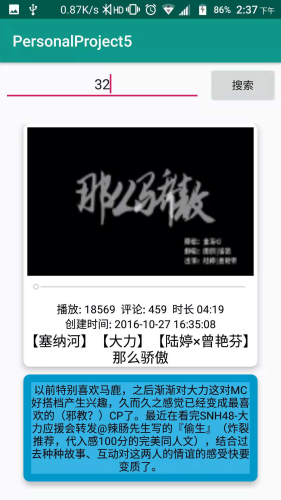 0.87K/s HD 86% 2:37 下午
PersonalProject5
32
搜索
那么骄傲
播放: 18569 评论: 459 时长 04:19
创建时间: 2016-10-27 16:35:08
【塞纳河】【大力】【陆婷×曾艳芬】
那么骄傲
以前特别喜欢马鹿，之后渐渐对大力这对MC
好搭档产生兴趣，久而久之感觉已经变成最喜
欢的（邪教？）CP了。最近在看完SNH48-大
力应援会转发@辣肠先生写的『偷生』（炸裂
推荐，代入感100分的完美同人文），结合过
去种种故事、互动对这两人的情谊的感受快要
变质了。